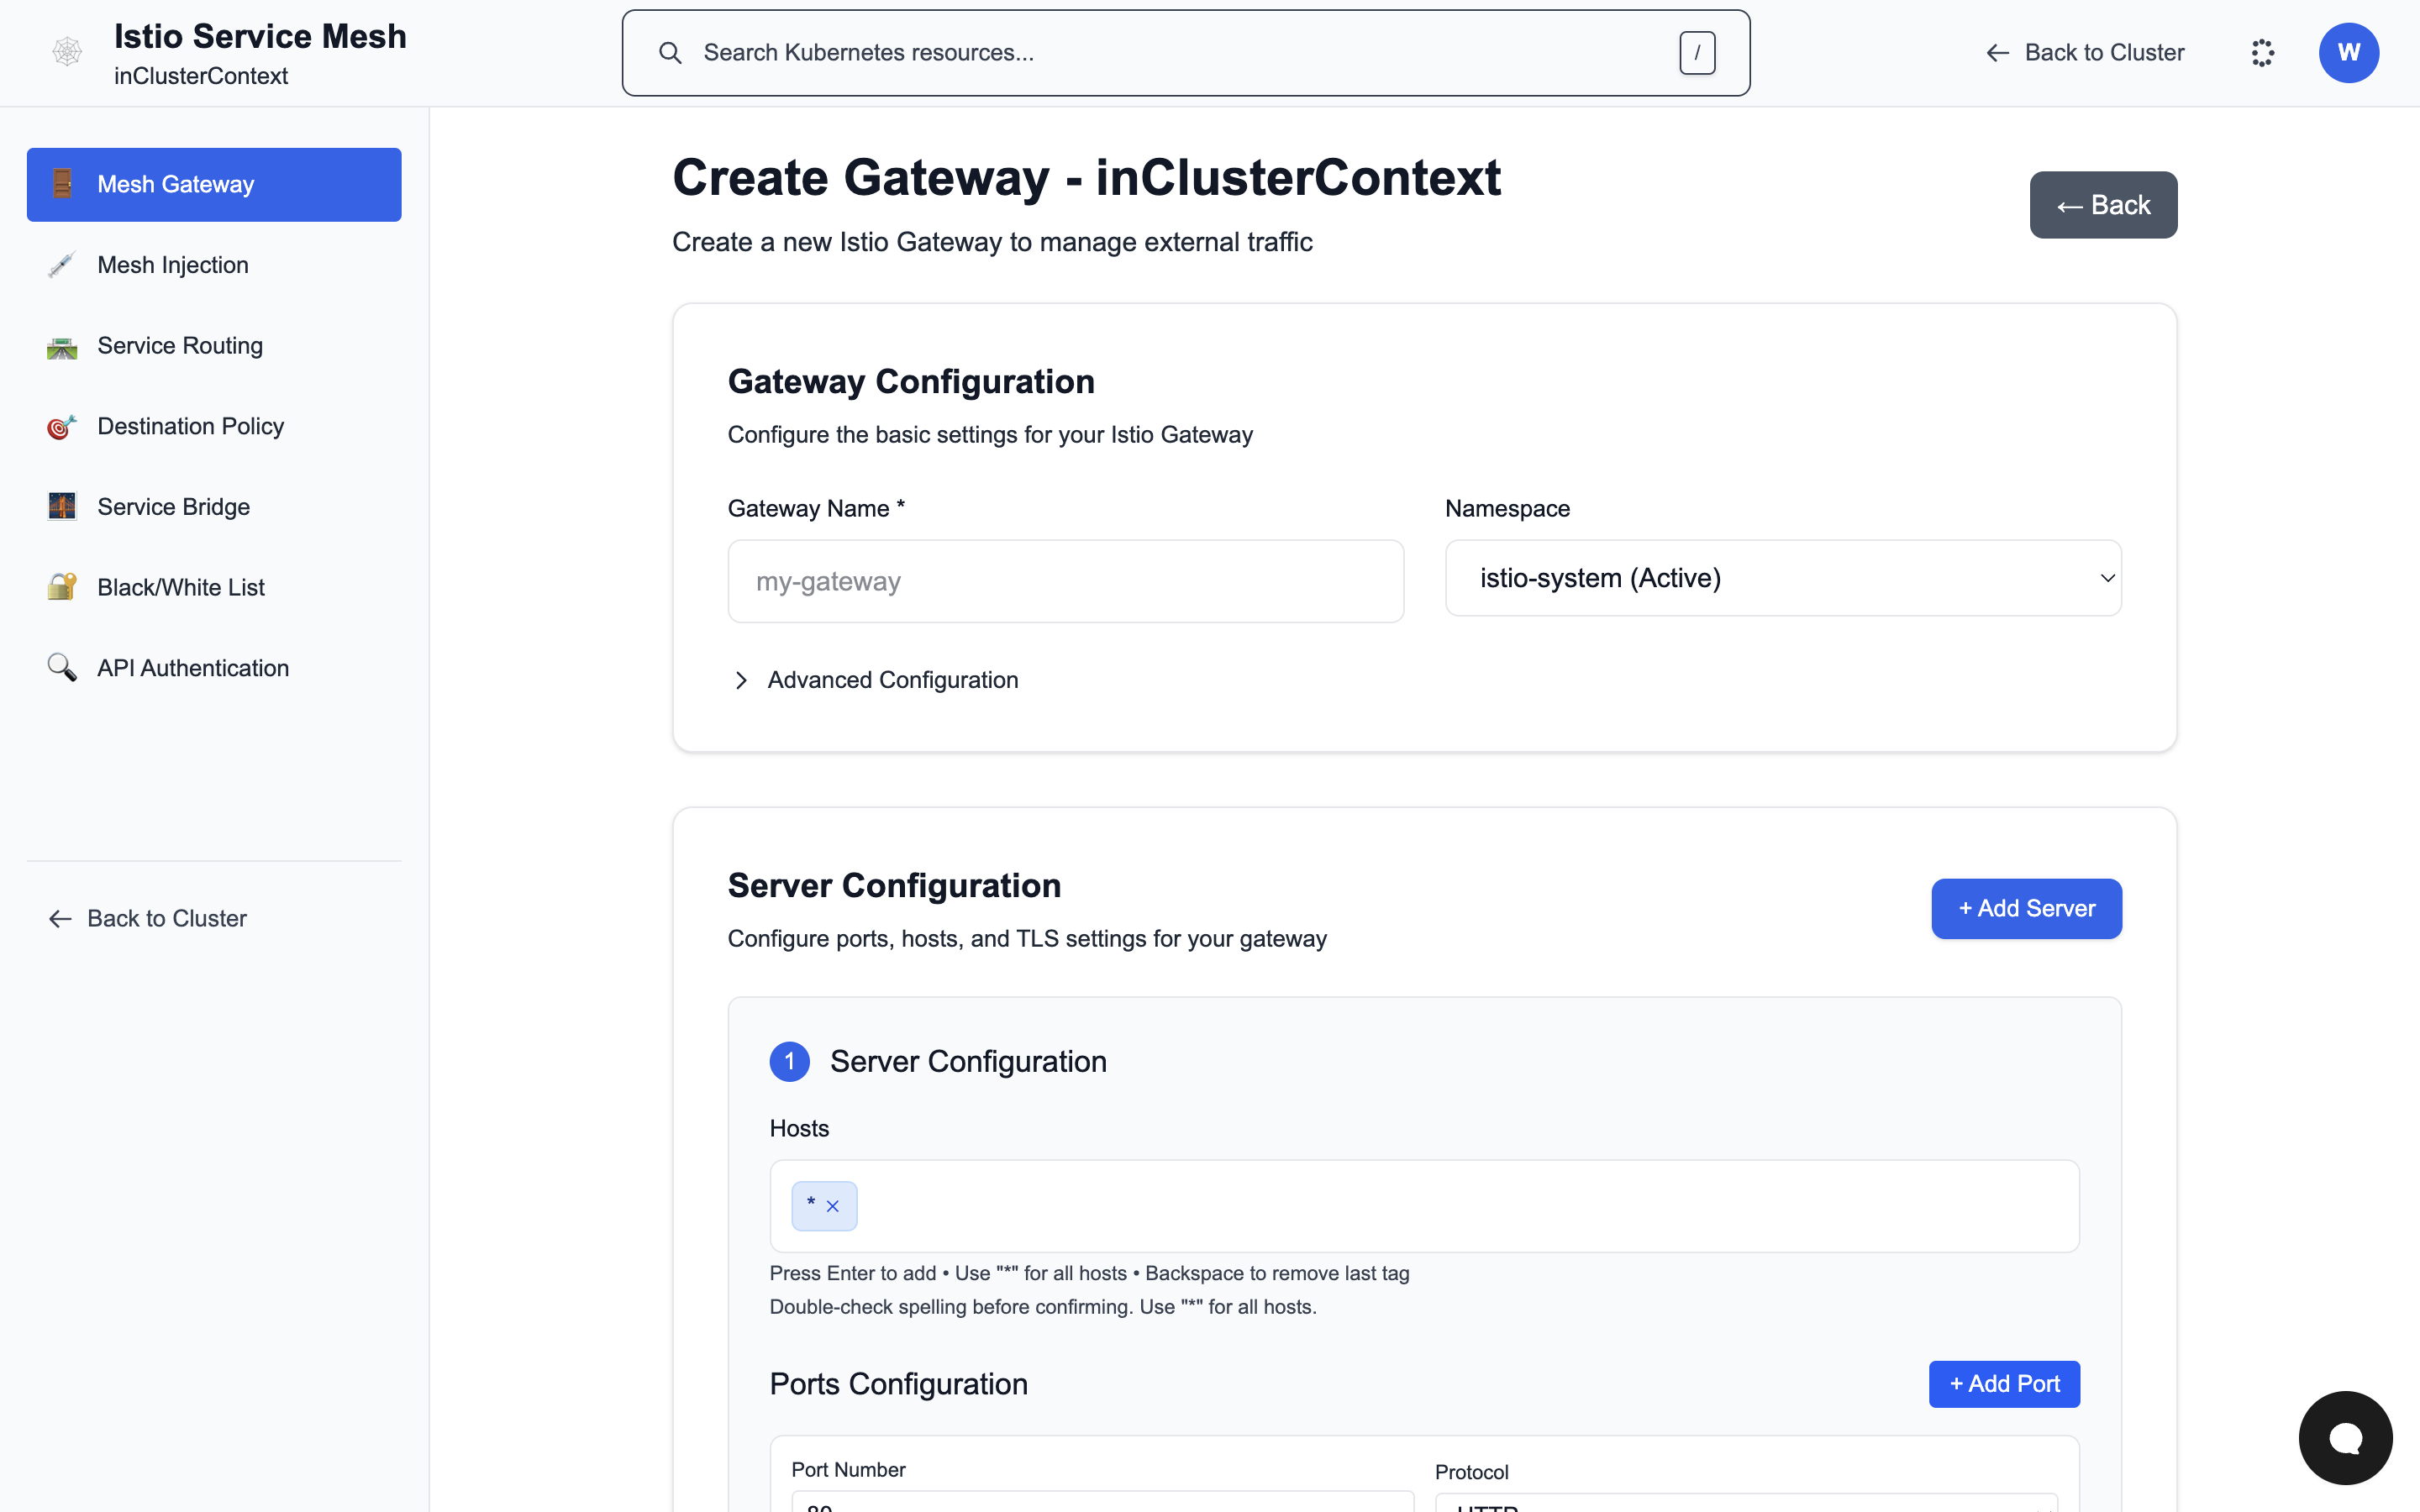 Istio Service Mesh
inClusterContext
Search Kubernetes resources...
/
← Back to Cluster
W
Mesh Gateway
Mesh Injection
Service Routing
Destination Policy
Service Bridge
Black/White List
API Authentication
← Back to Cluster
Create Gateway - inClusterContext
Create a new Istio Gateway to manage external traffic
← Back
Gateway Configuration
Configure the basic settings for your Istio Gateway
Gateway Name *
my-gateway
Namespace
istio-system (Active)
Advanced Configuration
Server Configuration
Configure ports, hosts, and TLS settings for your gateway
+ Add Server
1 Server Configuration
Hosts
* ×
Press Enter to add • Use "*" for all hosts • Backspace to remove last tag
Double-check spelling before confirming. Use "*" for all hosts.
Ports Configuration
+ Add Port
Port Number
80
Protocol
HTTP